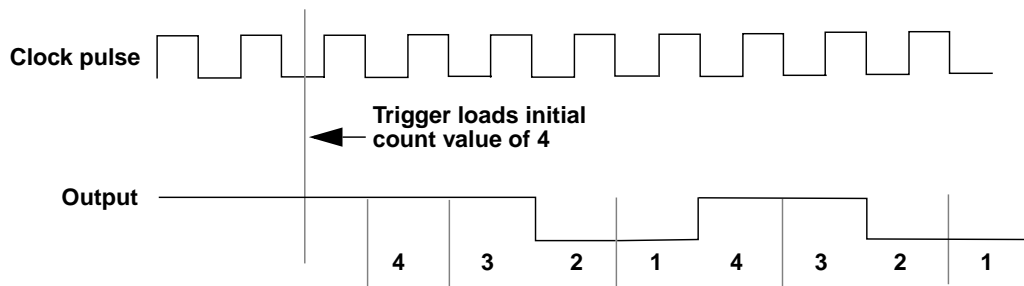 Clock pulse
Trigger loads initial
count value of 4
Output
4 3 2 1 4 3 2 1